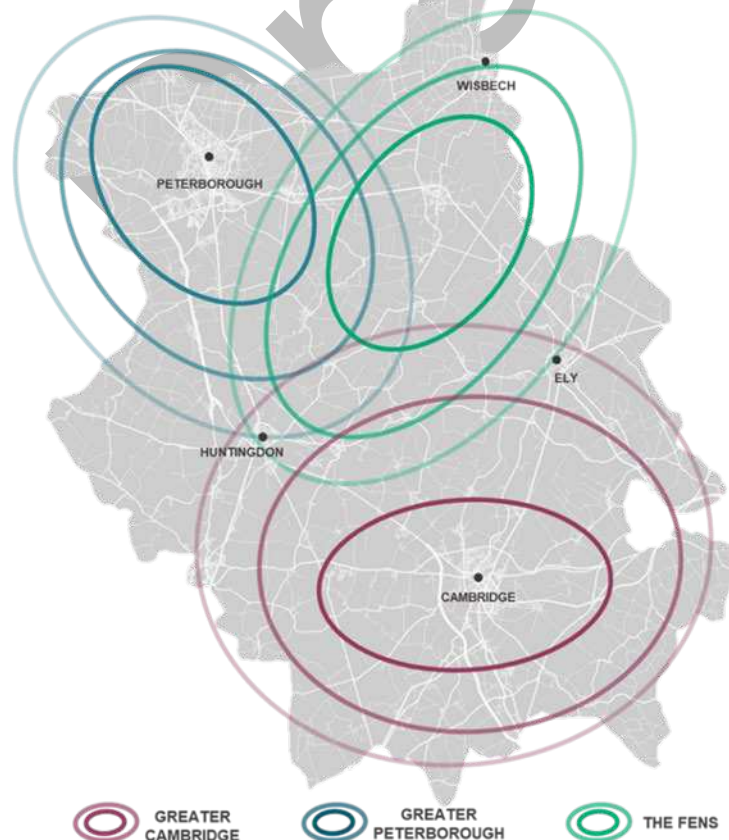 WISBECH
PETERBOROUGH
ELY
HUNTINGDON
CAMBRIDGE
GREATER
CAMBRIDGE
GREATER
PETERBOROUGH
THE FENS